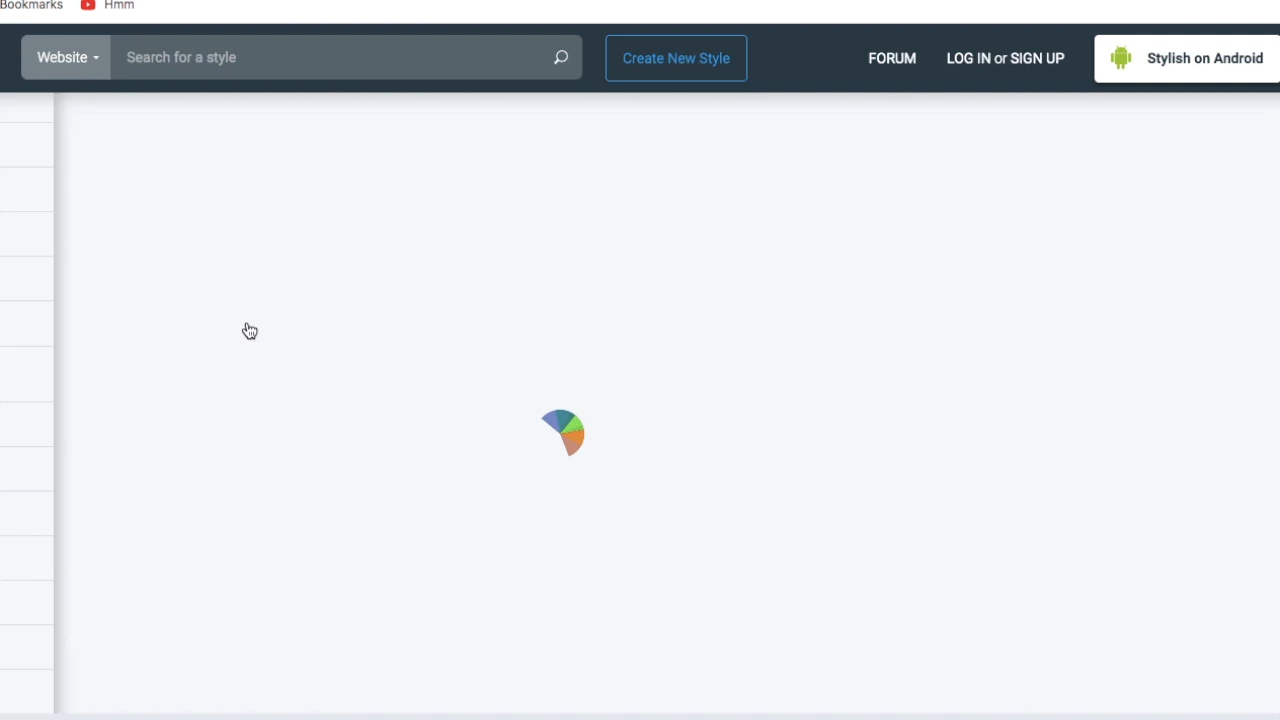 Bookmarks Hmm
Website Search for a style Create New Style FORUM LOG IN or SIGN UP Stylish on Android